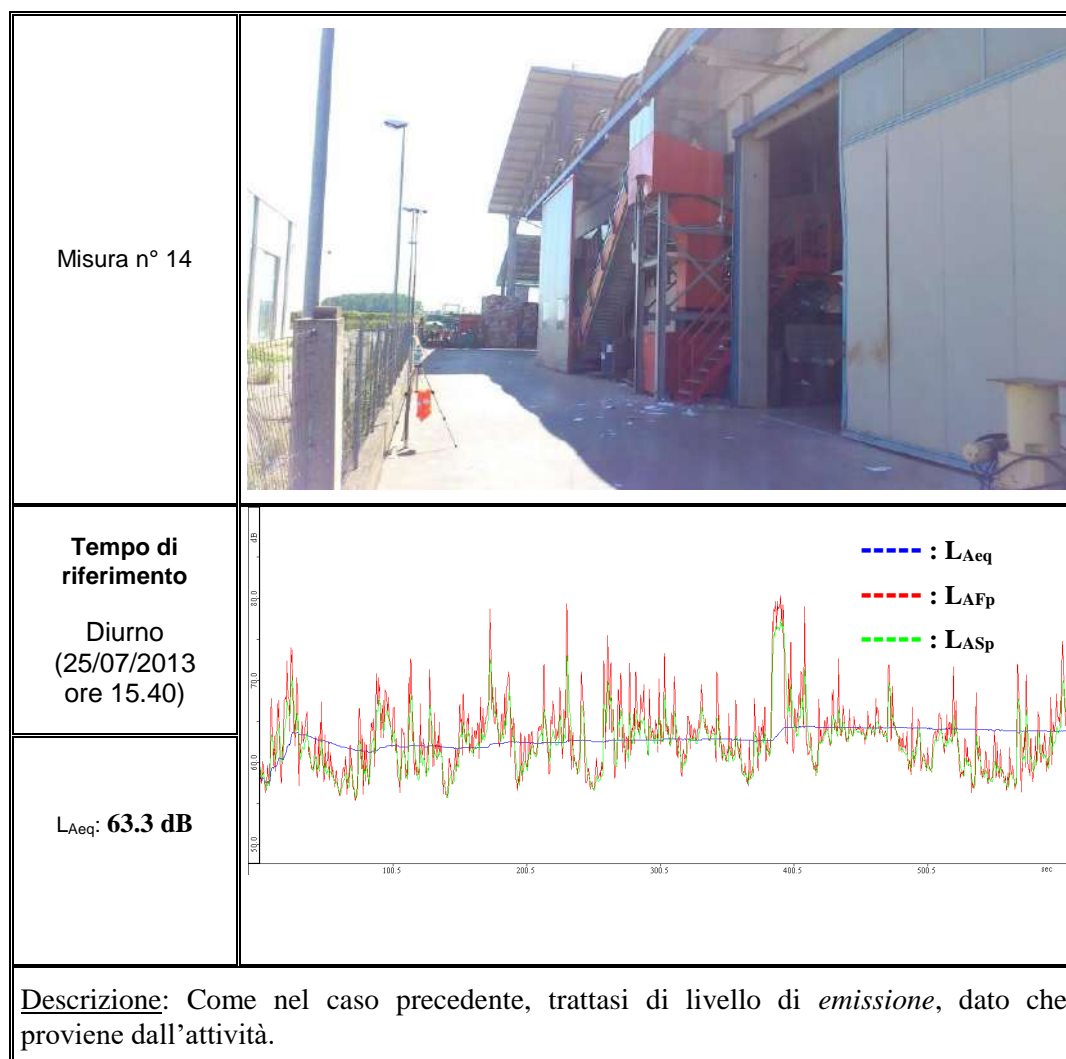 Misura n° 14
Tempo di
riferimento
Diurno
(25/07/2013
ore 15.40)
LAeq: 63.3 dB
dB
80.0
70.0
60.0
50.0
: LAeq
: LAFp
: LASp
100.5
200.5
300.5
400.5
500.5
sec
Descrizione: Come nel caso precedente, trattasi di livello di emissione, dato che
proviene dall'attività.